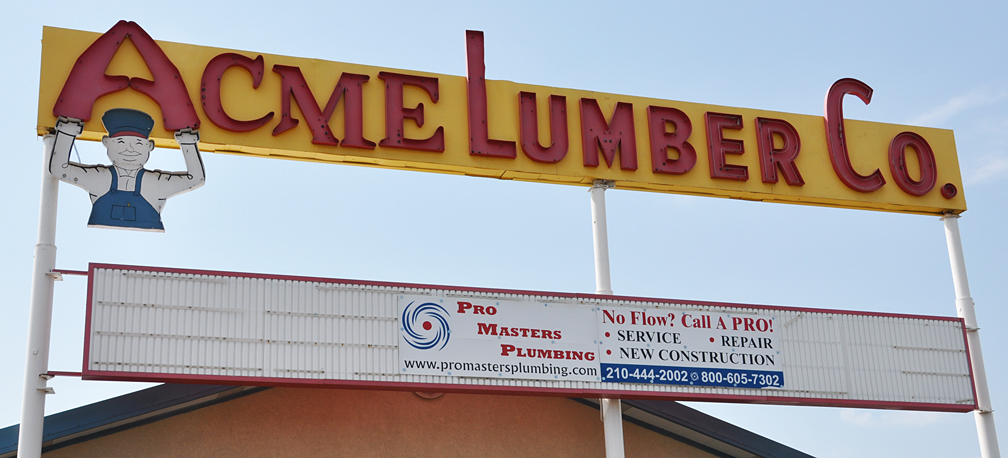 ACME LUMBER CO.
PRO
MASTERS
PLUMBING
www.promastersplumbing.com
No Flow? Call A PRO!
• SERVICE • REPAIR
• NEW CONSTRUCTION
210-444-2002 800-605-7302